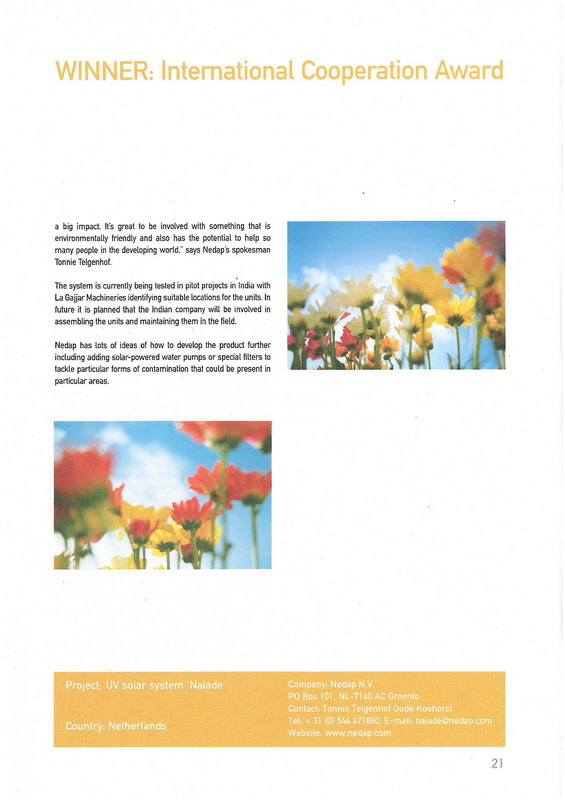 WINNER: International Cooperation Award
a big impact. It's great to be involved with something that is
environmentally friendly and also has the potential to help so
many people in the developing world," says Nedap's spokesman
Tonnie Telgenhof.
The system is currently being tested in pilot projects in India with
La Gajjar Machineries identifying suitable locations for the units. In
future it is planned that the Indian company will be involved in
assembling the units and maintaining them in the field.
Nedap has lots of ideas of how to develop the product further
including adding solar-powered water pumps or special filters to
tackle particular forms of contamination that could be present in
particular areas.
Project: UV solar system 'Naïade'
Country: Netherlands
Company: Nedap N.V.
PO Box 101, NL-7140 AC Groenlo
Contact: Tonnie Telgenhof Oude Koehorst
Tel: + 31 (0) 544 471860, E-mail: naiade@nedap.com
Website: www.nedap.com
21